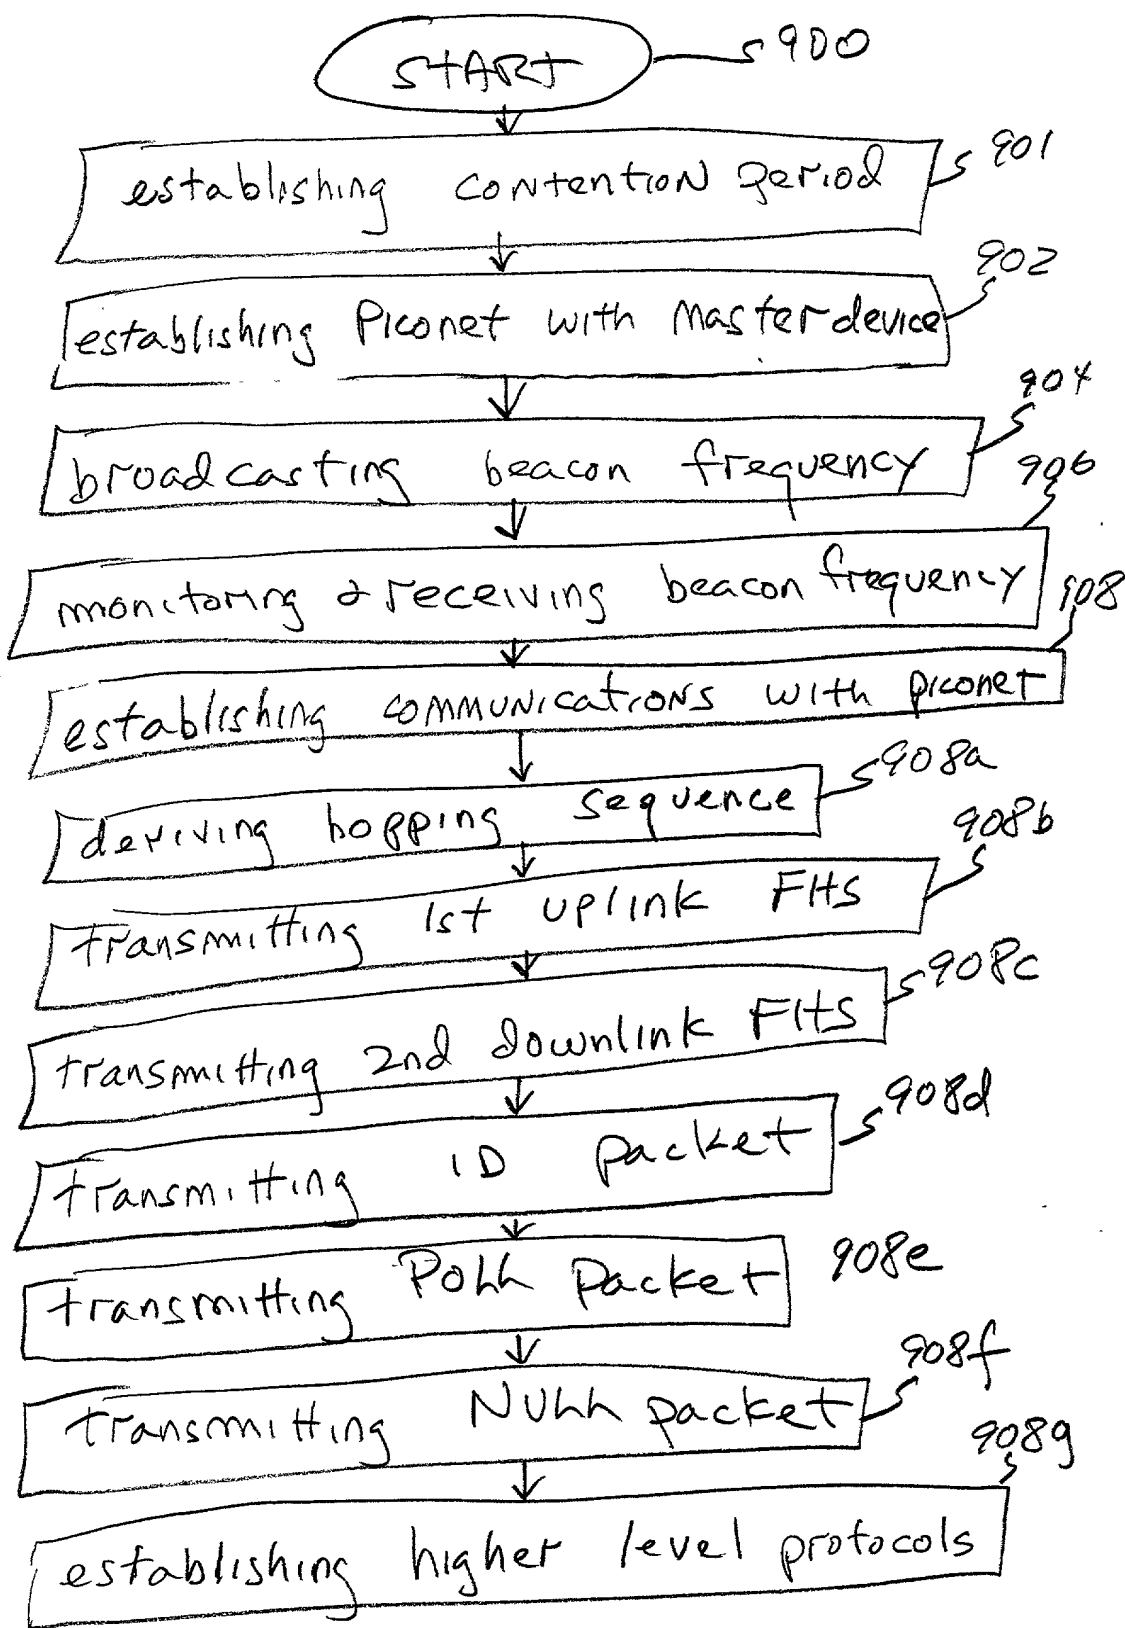 START 900
establishing contention period 901
902
establishing Piconet with Master device
904
broadcasting beacon frequency
906
monitoring & receiving beacon frequency
908
establishing communications with piconet
908a
deriving hopping sequence
908b
transmitting 1st uplink FHS
908c
transmitting 2nd downlink FHS
908d
transmitting ID packet
transmitting POLL Packet 908e
908f
transmitting NULL packet
908g
establishing higher level protocols